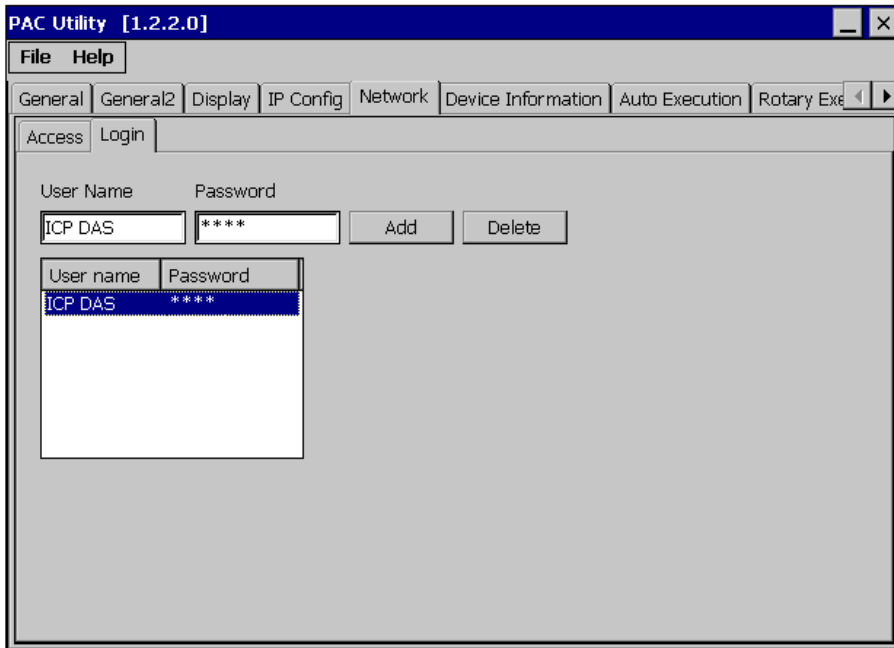 PAC Utility [1.2.2.0]
File Help
General General2 Display IP Config Network Device Information Auto Execution Rotary Exe
Access Login
User Name Password
ICP DAS **** Add Delete
User name Password
ICP DAS ****